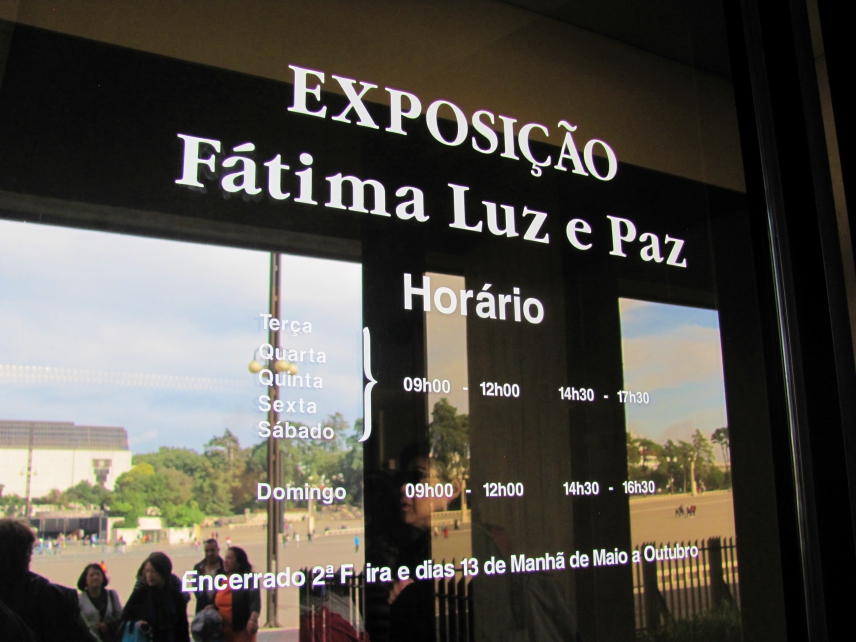 EXPOSIÇÃO
Fátima Luz e Paz
Horário
Terça
Quarta
Quinta
Sexta
Sábado
09h00 - 12h00 14h30 - 17h30
Domingo 09h00 - 12h00 14h30 - 16h30
Encerrado 2ª F ira e dias 13 de Manhã de Maio a Outubro